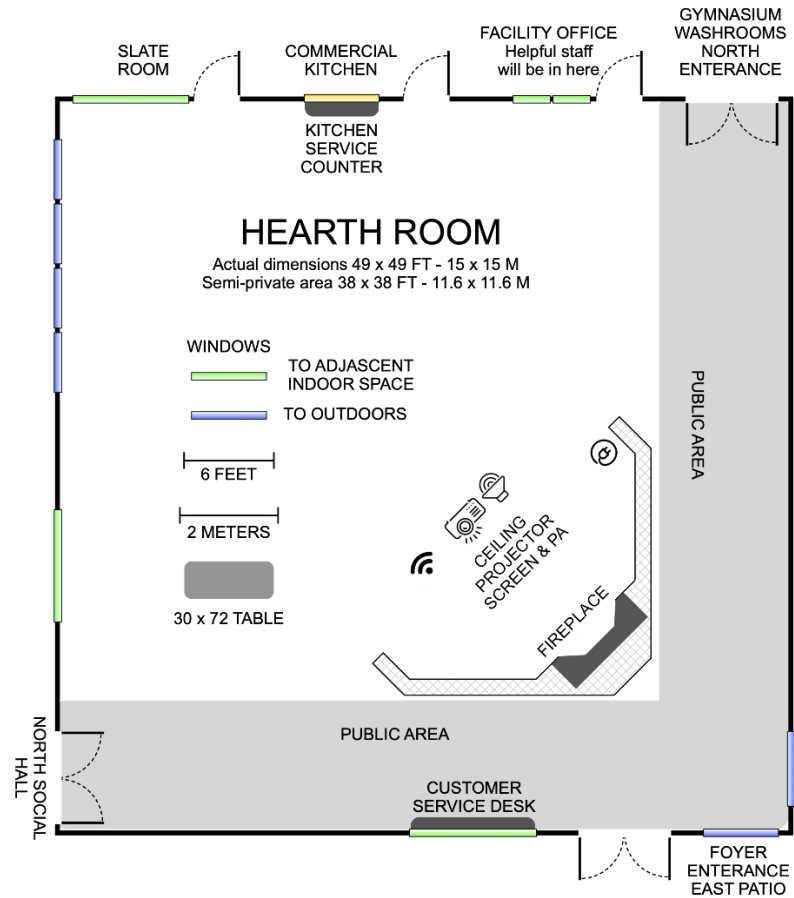 SLATE
ROOM
COMMERCIAL
KITCHEN
FACILITY OFFICE
Helpful staff
will be in here
GYMNASIUM
WASHROOMS
NORTH
ENTERANCE
KITCHEN
SERVICE
COUNTER
HEARTH ROOM
Actual dimensions 49 x 49 FT - 15 x 15 M
Semi-private area 38 x 38 FT - 11.6 x 11.6 M
WINDOWS
TO ADJASCENT
INDOOR SPACE
TO OUTDOORS
6 FEET
2 METERS
30 x 72 TABLE
CEILING
PROJECTOR
SCREEN & PA
FIREPLACE
PUBLIC AREA
PUBLIC AREA
NORTH SOCIAL
HALL
CUSTOMER
SERVICE DESK
FOYER
ENTERANCE
EAST PATIO